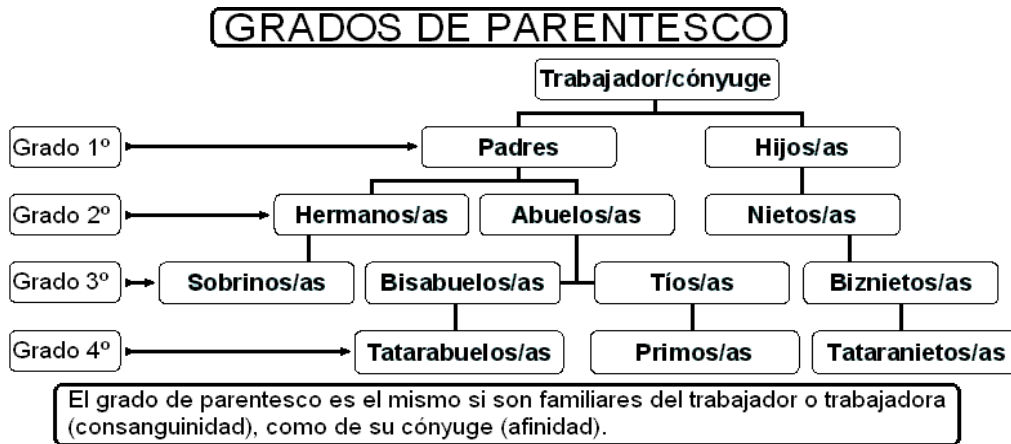 GRADOS DE PARENTESCO
Trabajador/cónyuge
Grado 1º Padres Hijos/as
Grado 2º Hermanos/as Abuelos/as Nietos/as
Grado 3º Sobrinos/as Bisabuelos/as Tíos/as Biznietos/as
Grado 4º Tatarabuelos/as Primos/as Tataranietos/as
El grado de parentesco es el mismo si son familiares del trabajador o trabajadora
(consanguinidad), como de su cónyuge (afinidad).